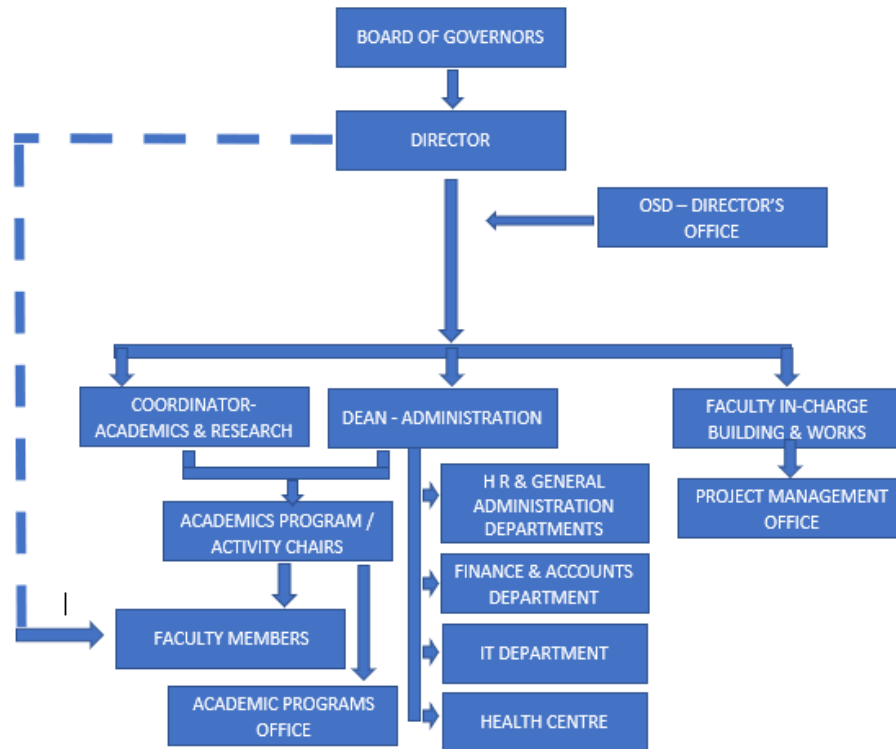 BOARD OF GOVERNORS
DIRECTOR
OSD – DIRECTOR'S
OFFICE
COORDINATOR-
ACADEMICS & RESEARCH
DEAN - ADMINISTRATION
FACULTY IN-CHARGE
BUILDING & WORKS
H R & GENERAL
ADMINISTRATION
DEPARTMENTS
PROJECT MANAGEMENT
OFFICE
ACADEMICS PROGRAM /
ACTIVITY CHAIRS
FINANCE & ACCOUNTS
DEPARTMENT
FACULTY MEMBERS
IT DEPARTMENT
ACADEMIC PROGRAMS
OFFICE
HEALTH CENTRE